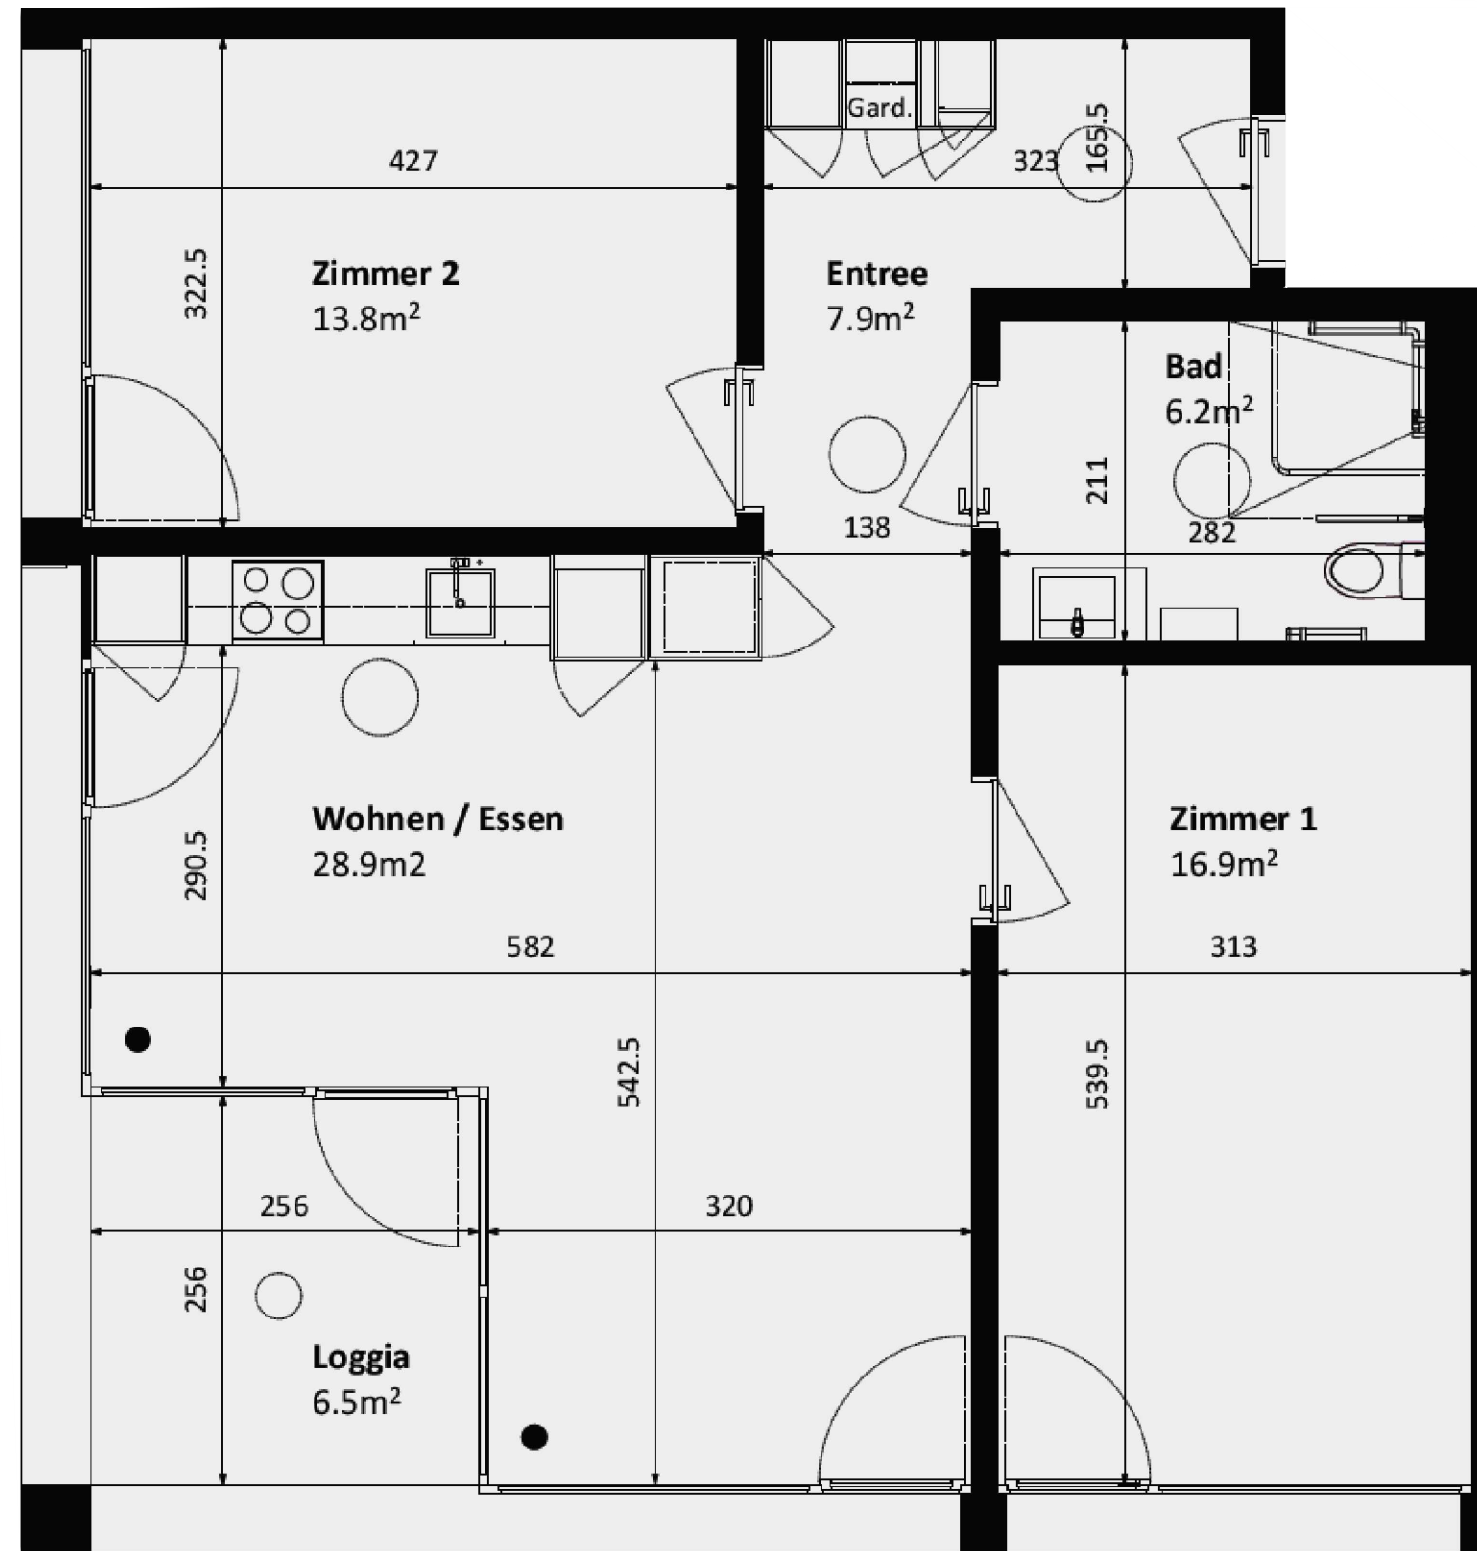 Gard.
427
323
165.5
322.5
Zimmer 2
13.8m²
Entree
7.9m²
Bad
6.2m²
211
138
282
Wohnen / Essen
28.9m2
290.5
Zimmer 1
16.9m²
582
313
542.5
539.5
256
320
256
Loggia
6.5m²